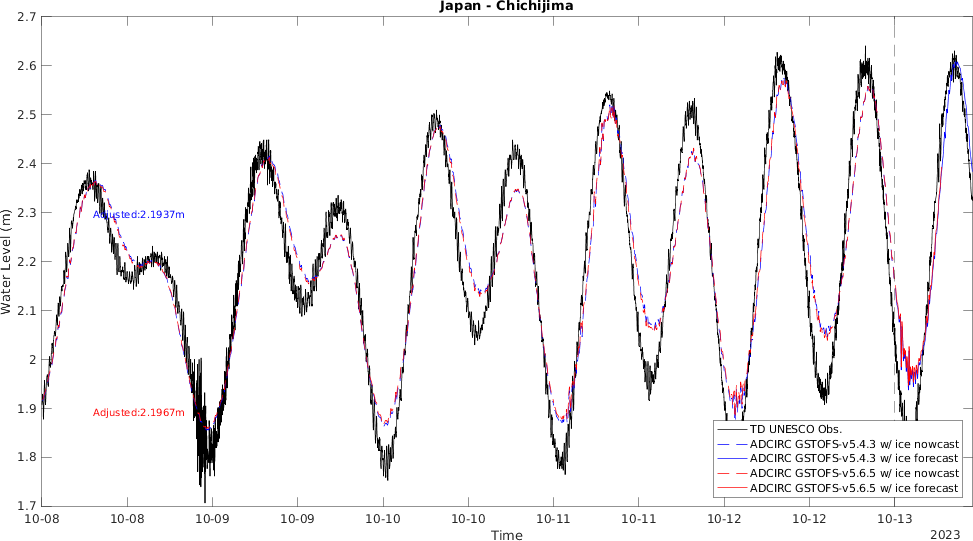 Japan - Chichijima
2.7
2.6
2.5
2.4
2.3
2.2
2.1
2
1.9
1.8
1.7
Water Level (m)
Adjusted:2.1937m
Adjusted:2.1967m
TD UNESCO Obs.
ADCIRC GSTOFS-v5.4.3 w/ ice nowcast
ADCIRC GSTOFS-v5.4.3 w/ ice forecast
ADCIRC GSTOFS-v5.6.5 w/ ice nowcast
ADCIRC GSTOFS-v5.6.5 w/ ice forecast
10-08 10-08 10-09 10-09 10-10 10-10 10-11 10-11 10-12 10-12 10-13
Time
2023